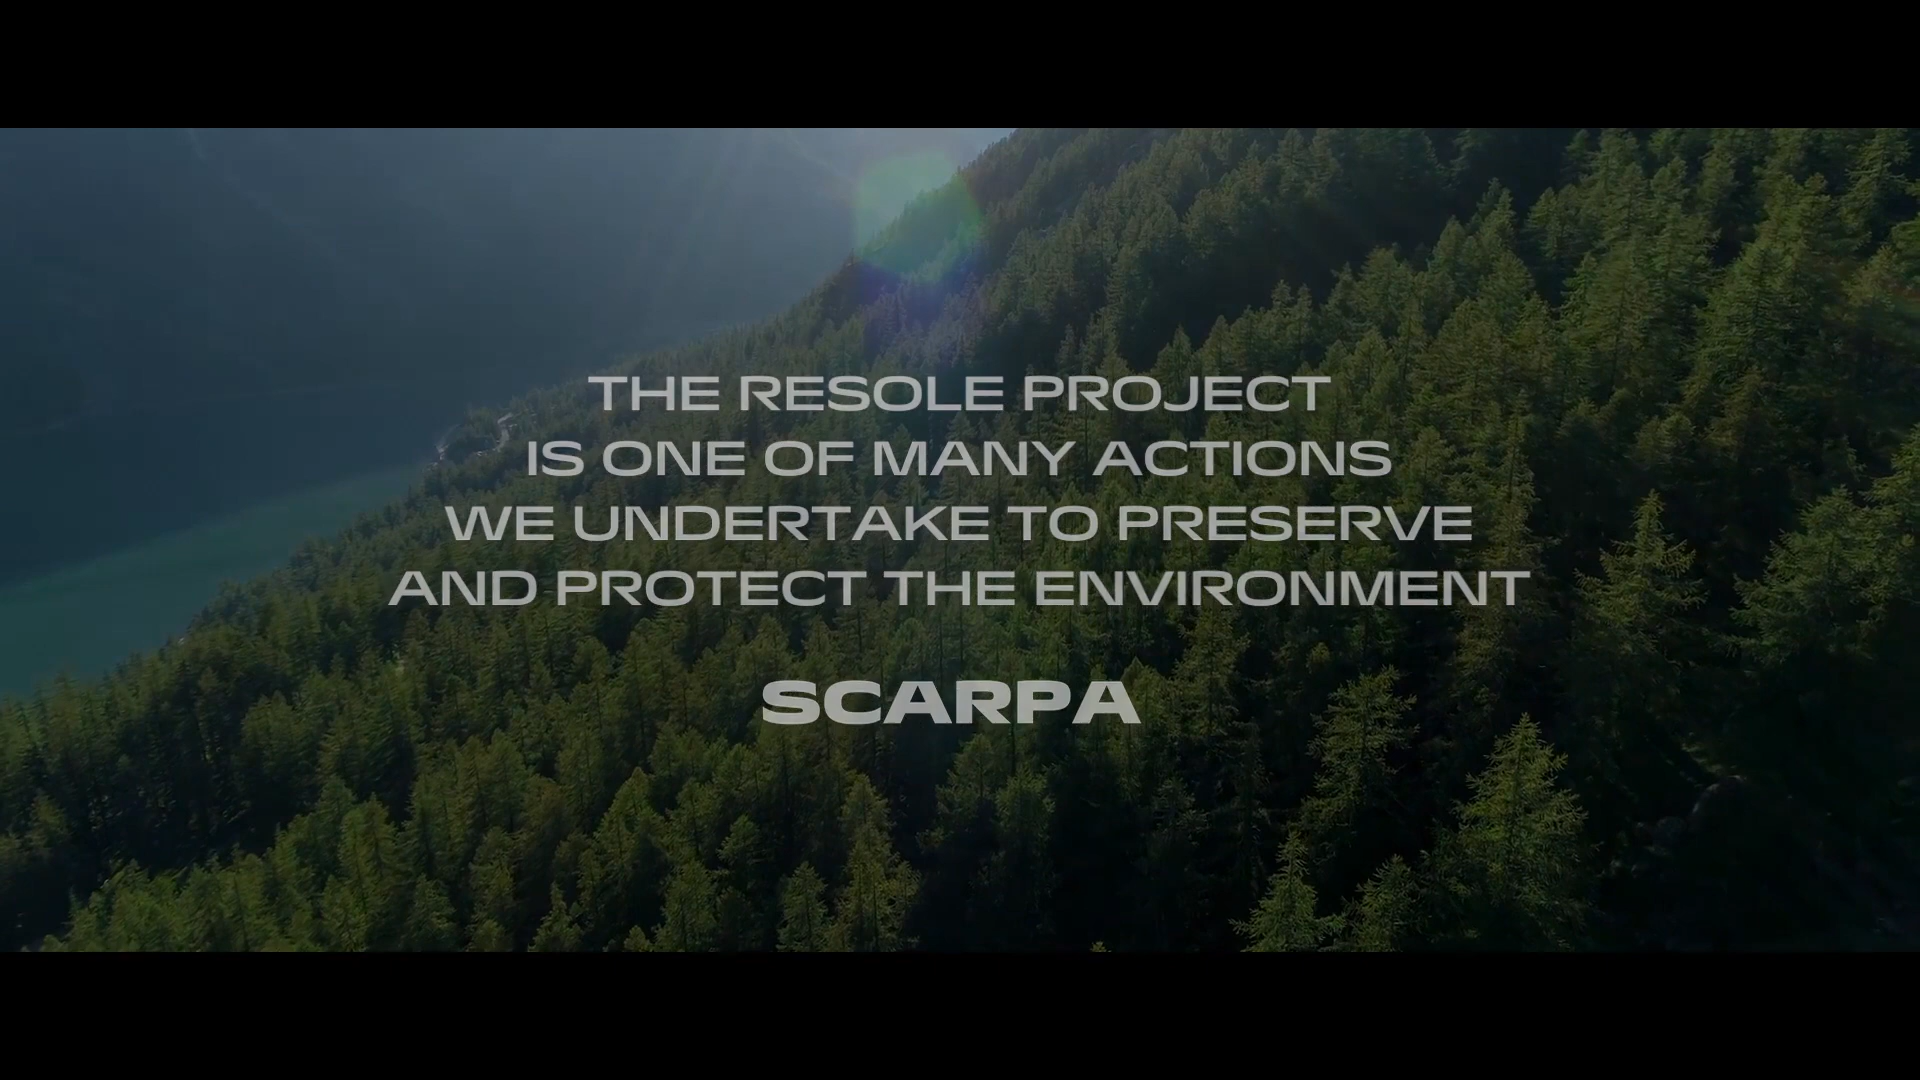 THE RESOLE PROJECT
IS ONE OF MANY ACTIONS
WE UNDERTAKE TO PRESERVE
AND PROTECT THE ENVIRONMENT
SCARPA